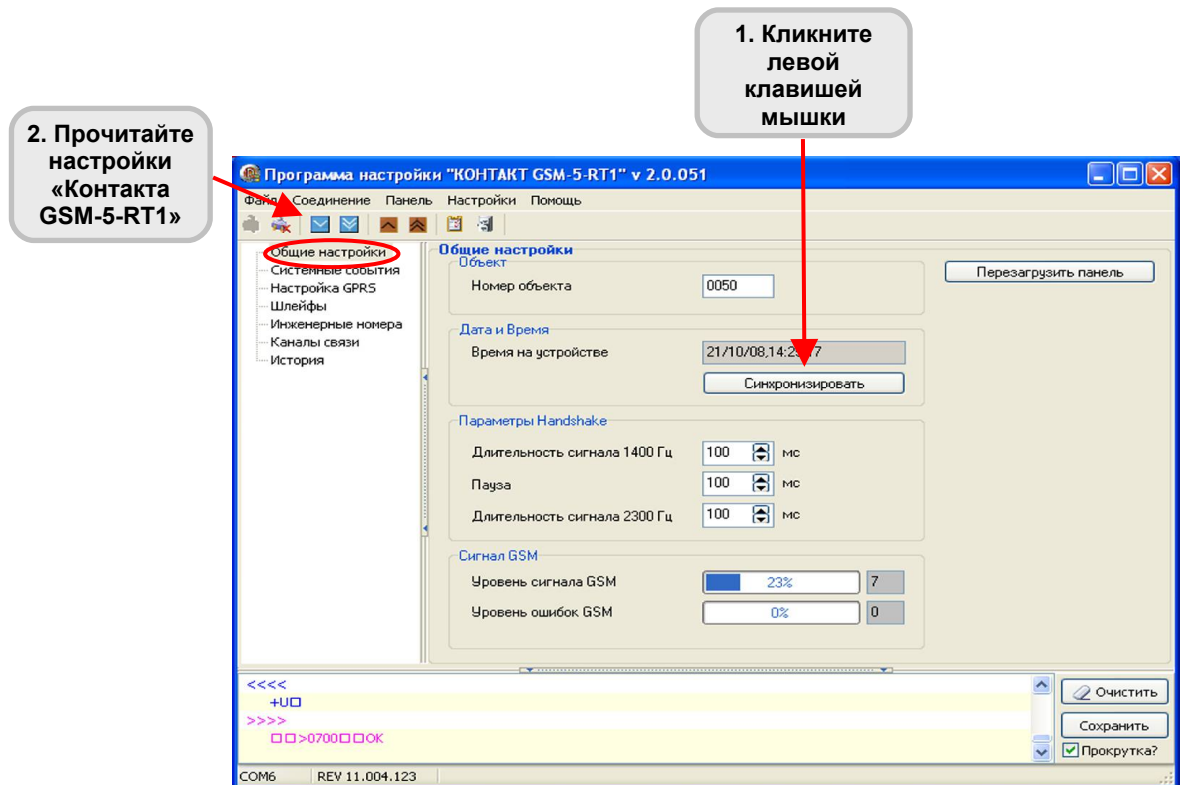 1. Кликните
левой
клавишей
мышки
2. Прочитайте
настройки
«Контакта
GSM-5-RT1»
Программа настройки "КОНТАКТ GSM-5-RT1" v 2.0.051
Файл Соединение Панель Настройки Помощь
Общие настройки
Системные события
Настройка GPRS
Шлейфы
Инженерные номера
Каналы связи
История
Общие настройки
Объект
Номер объекта 0050
Перезагрузить панель
Дата и Время
Время на устройстве
Синхронизировать
Параметры Handshake
Длительность сигнала 1400 Гц 100 мс
Пауза 100 мс
Длительность сигнала 2300 Гц 100 мс
Сигнал GSM
Уровень сигнала GSM 23% 7
Уровень ошибок GSM 0% 0
<<<<
+U□
>>>>
□□>0700□□OK
Очистить
Сохранить
Прокрутка?
COM6 REV 11.004.123